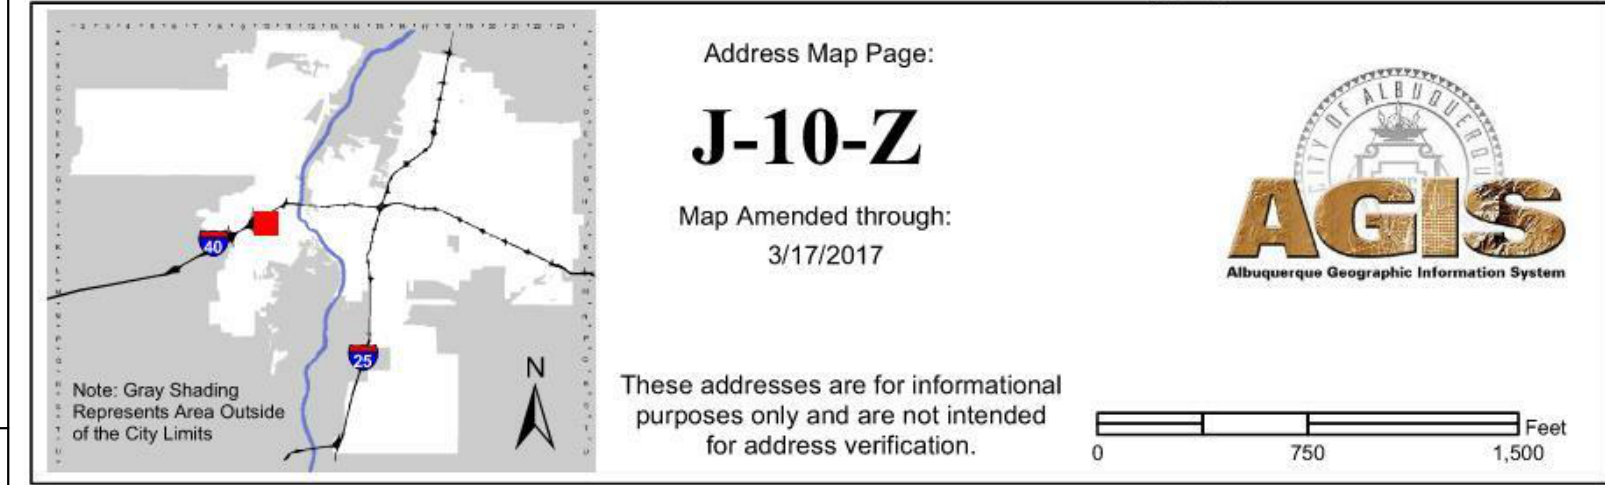 40
25
N
Note: Gray Shading
Represents Area Outside
of the City Limits
Address Map Page:
J-10-Z
Map Amended through:
3/17/2017
These addresses are for informational
purposes only and are not intended
for address verification.
CITY OF ALBUQUERQU
AGIS
Albuquerque Geographic Information System
Feet
0 750 1,500